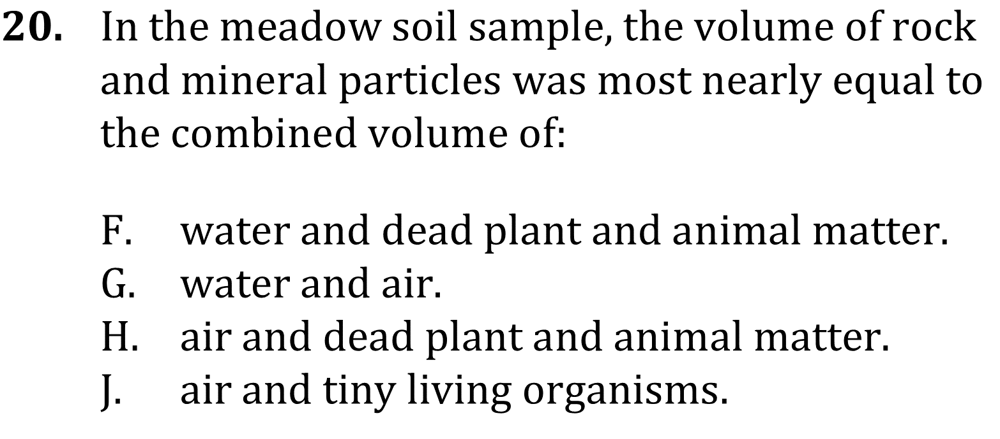 20. In the meadow soil sample, the volume of rock
and mineral particles was most nearly equal to
the combined volume of:
F. water and dead plant and animal matter.
G. water and air.
H. air and dead plant and animal matter.
J. air and tiny living organisms.